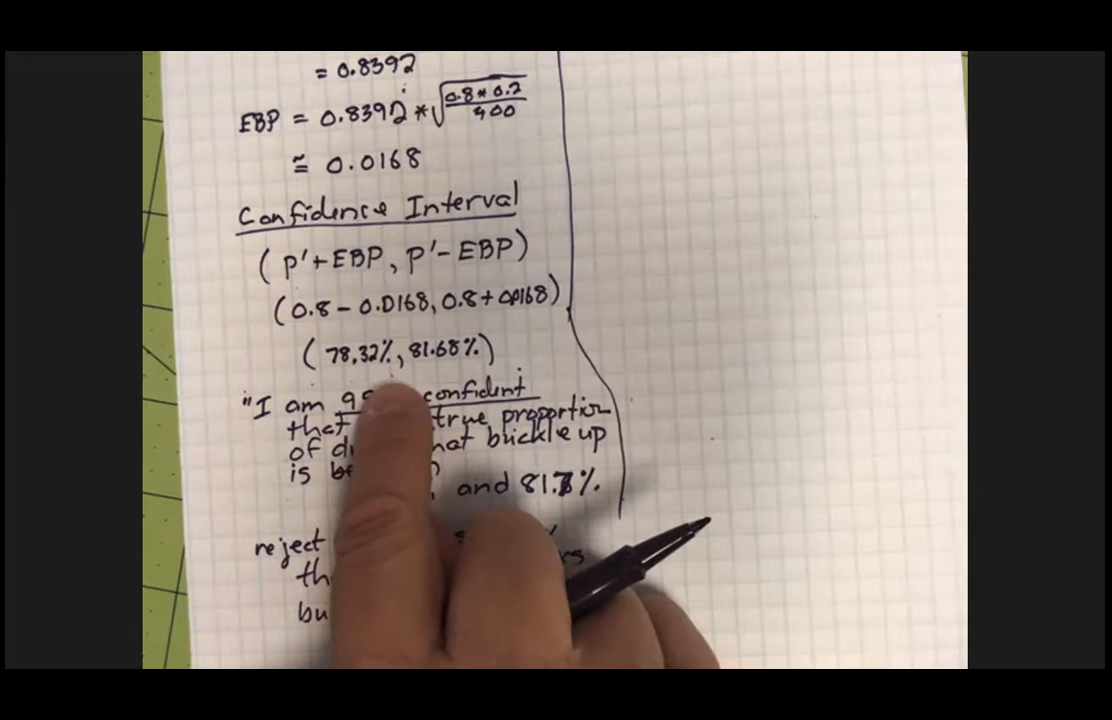 = 0.8392
EBP = 0.8392 * √(0.8 * 0.2 / 400)
≅ 0.0168
Confidence Interval
(P'+EBP, P'- EBP)
(0.8 - 0.0168, 0.8 + 0.0168)
(78.32%, 81.68%)
"I am confident
that true proportion
of buckle up
is and 81.7%.
reject